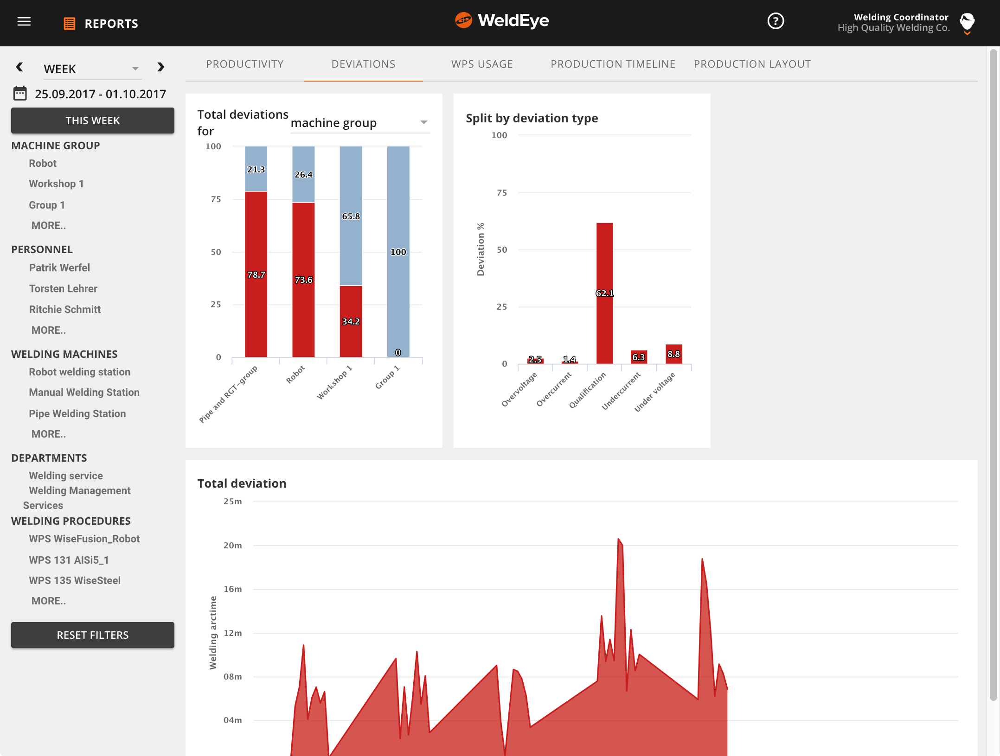 REPORTS
WeldEye
?
Welding Coordinator
High Quality Welding Co.
WEEK
25.09.2017 - 01.10.2017
THIS WEEK
MACHINE GROUP
Robot
Workshop 1
Group 1
MORE..
PERSONNEL
Patrik Werfel
Torsten Lehrer
Ritchie Schmitt
MORE..
WELDING MACHINES
Robot welding station
Manual Welding Station
Pipe Welding Station
MORE..
DEPARTMENTS
Welding service
Welding Management
Services
WELDING PROCEDURES
WPS WiseFusion_Robot
WPS 131 AlSi5_1
WPS 135 WiseSteel
MORE..
RESET FILTERS
PRODUCTIVITY
DEVIATIONS
WPS USAGE
PRODUCTION TIMELINE
PRODUCTION LAYOUT
Total deviations
for
machine group
100
75
50
25
0
21.3
26.4
65.8
100
78.7
73.6
34.2
0
Pipe and RGT-group
Robot
Workshop 1
Group 1
Split by deviation type
Deviation %
100
75
50
25
0
2.5
1.4
62.1
6.3
8.8
Overvoltage
Overcurrent
Qualification
Undercurrent
Under voltage
Total deviation
Welding arctime
25m
20m
16m
12m
08m
04m